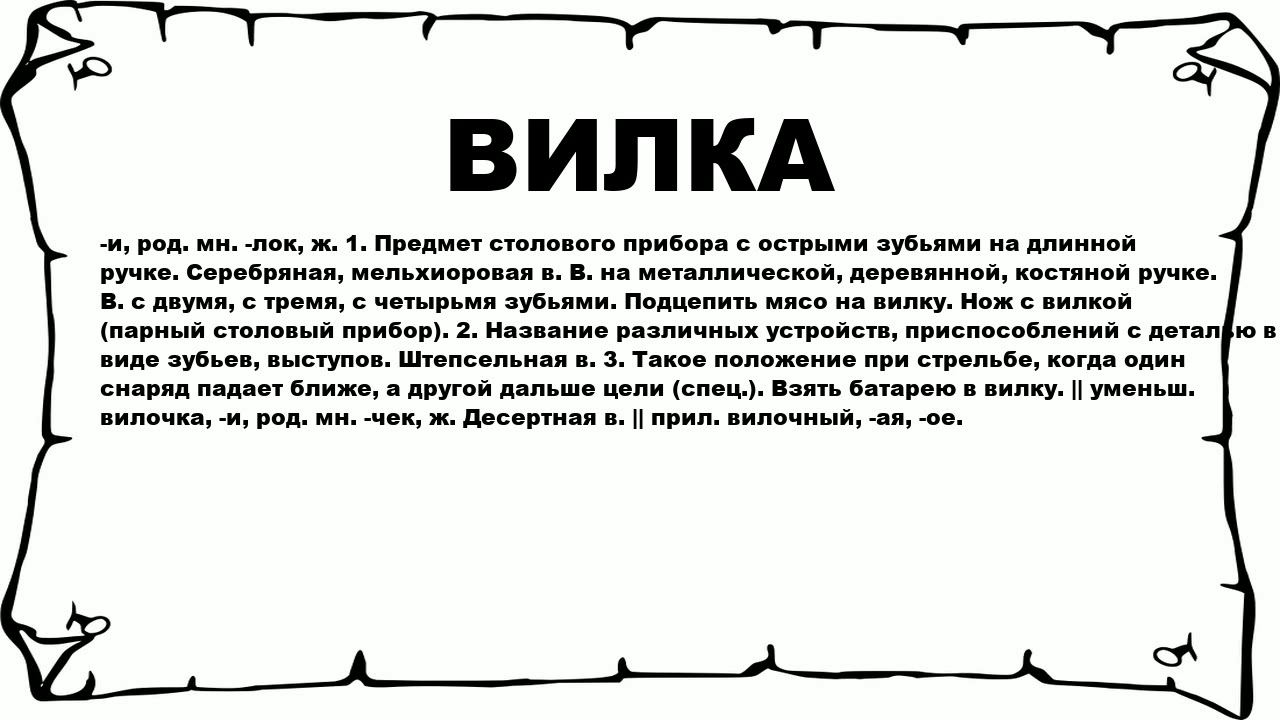 ВИЛКА
-и, род. мн. -лок, ж. 1. Предмет столового прибора с острыми зубьями на длинной
ручке. Серебряная, мельхиоровая в. В. на металлической, деревянной, костяной ручке.
В. с двумя, с тремя, с четырьмя зубьями. Подцепить мясо на вилку. Нож с вилкой
(парный столовый прибор). 2. Название различных устройств, приспособлений с деталью в
виде зубьев, выступов. Штепсельная в. 3. Такое положение при стрельбе, когда один
снаряд падает ближе, а другой дальше цели (спец.). Взять батарею в вилку. || уменьш.
вилочка, -и, род. мн. -чек, ж. Десертная в. || прил. вилочный, -ая, -ое.